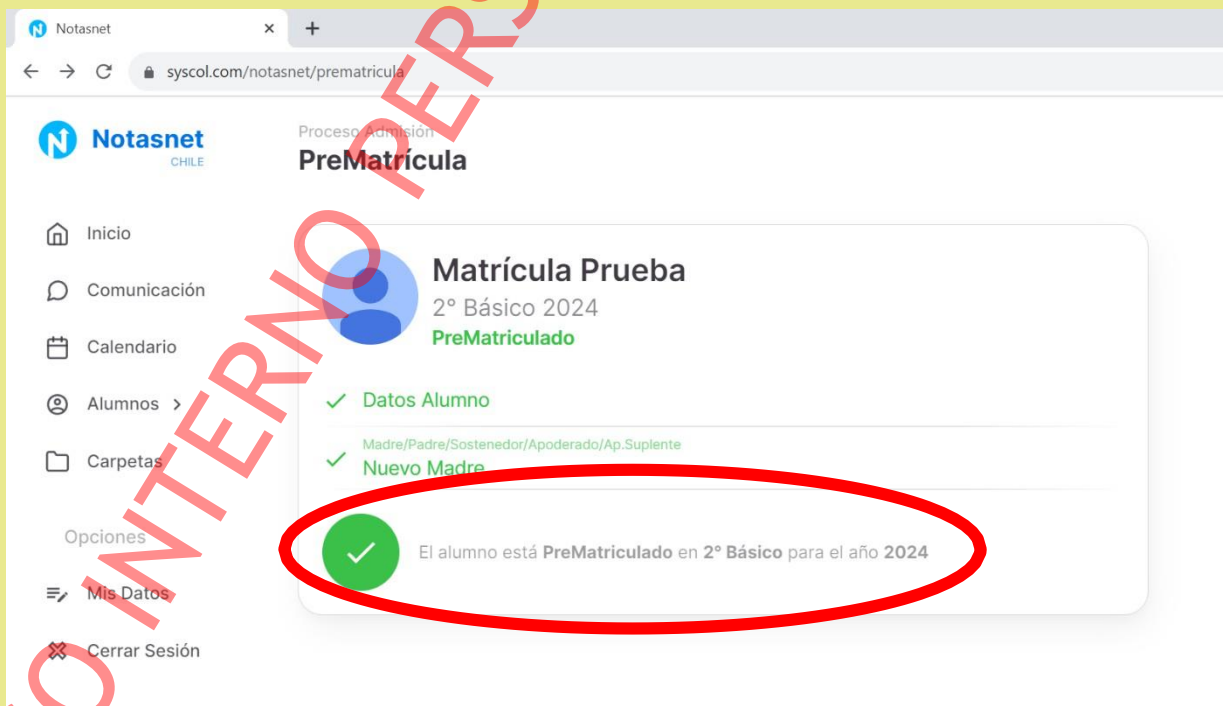 Notasnet
syscol.com/notasnet/prematricula
Notasnet
CHILE
Proceso Admisión
PreMatrícula
Inicio
Comunicación
Calendario
Alumnos
Carpetas
Opciones
Mis Datos
Cerrar Sesión
Matrícula Prueba
2° Básico 2024
PreMatriculado
Datos Alumno
Madre/Padre/Sostenedor/Apoderado/Ap.Suplente
Nuevo Madre
El alumno está PreMatriculado en 2° Básico para el año 2024
O INTERNO PERS